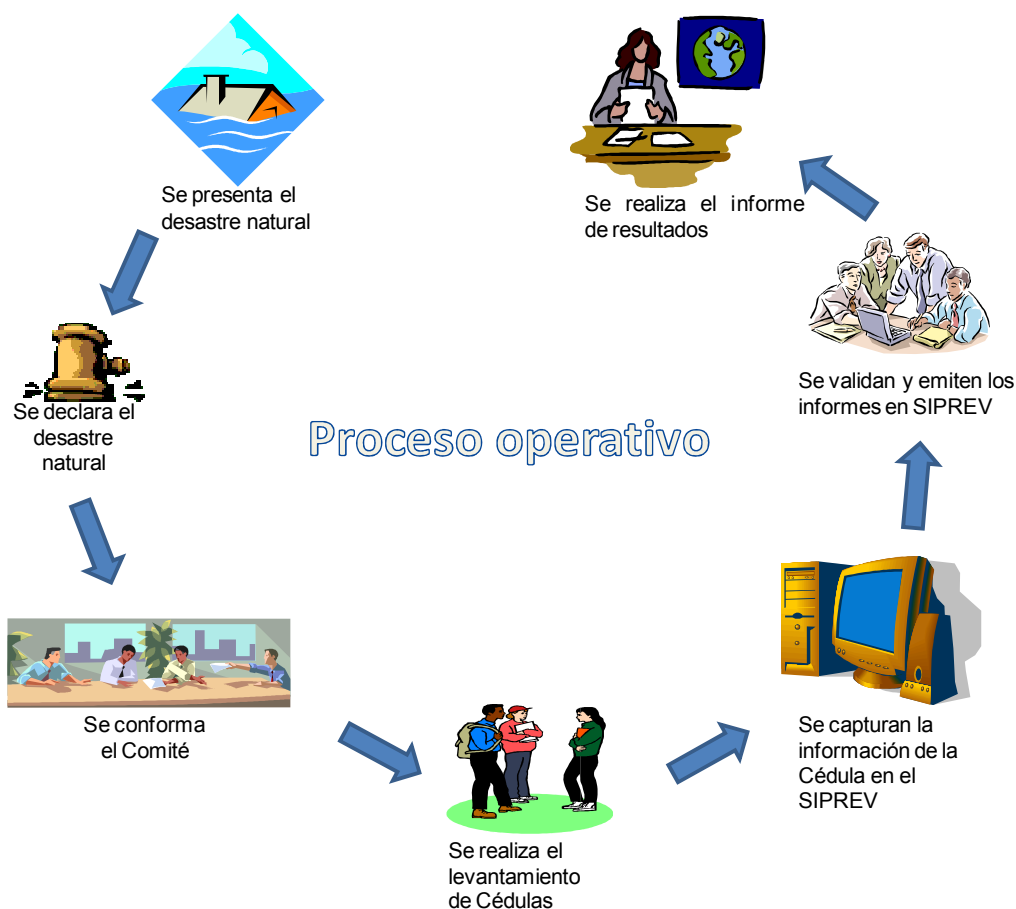 Se presenta el
desastre natural
Se declara el
desastre
natural
Se conforma
el Comité
Se realiza el
levantamiento
de Cédulas
Se capturan la
información de la
Cédula en el
SIPREV
Se validan y emiten los
informes en SIPREV
Se realiza el informe
de resultados
Proceso operativo